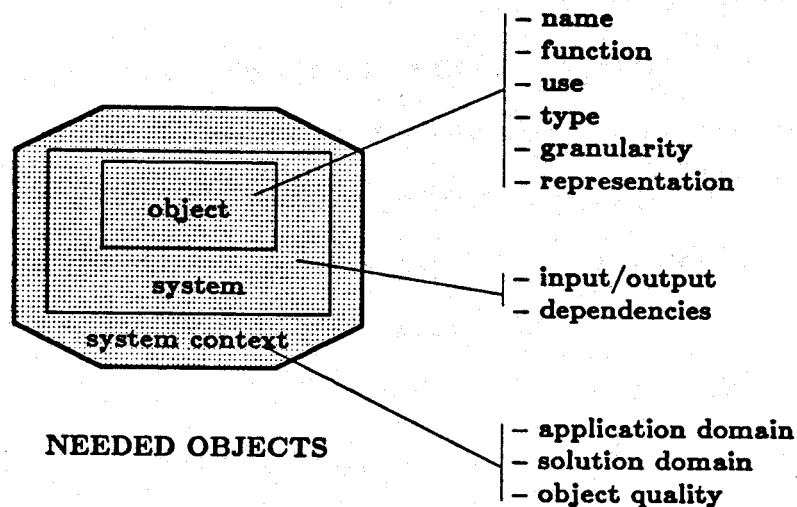 – name
– function
– use
– type
– granularity
– representation
object
system
system context
– input/output
– dependencies
NEEDED OBJECTS
– application domain
– solution domain
– object quality